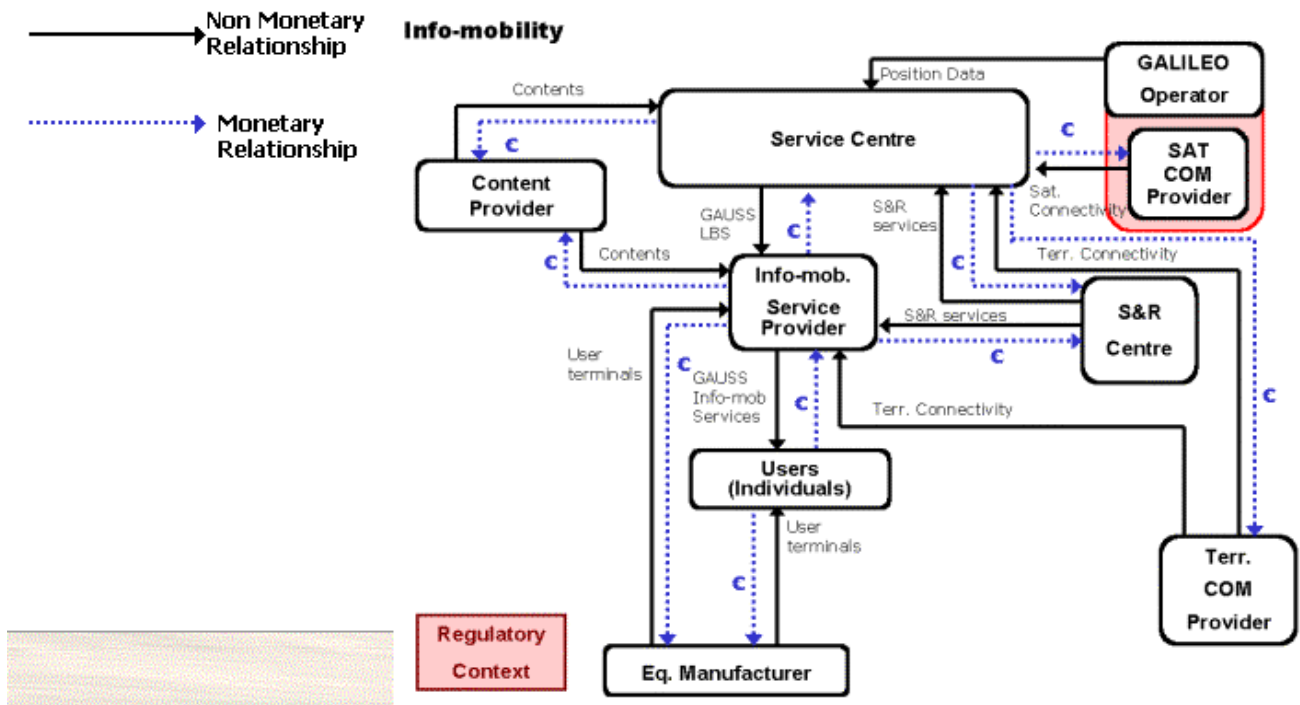 Non Monetary
Relationship
Monetary
Relationship
Info-mobility
GALILEO
Operator
Position Data
Contents
Service Centre
c
c
SAT
COM
Provider
Content
Provider
Sat.
Connectivity
GAUSS
LBS
S&R
services
c
c
Contents
c
c
Terr. Connectivity
Info-mob.
Service
Provider
S&R services
S&R
Centre
User
terminals
c
GAUSS
Info-mob
Services
c
c
c
Terr. Connectivity
Users
(Individuals)
User
terminals
c
Terr.
COM
Provider
Regulatory
Context
Eq. Manufacturer